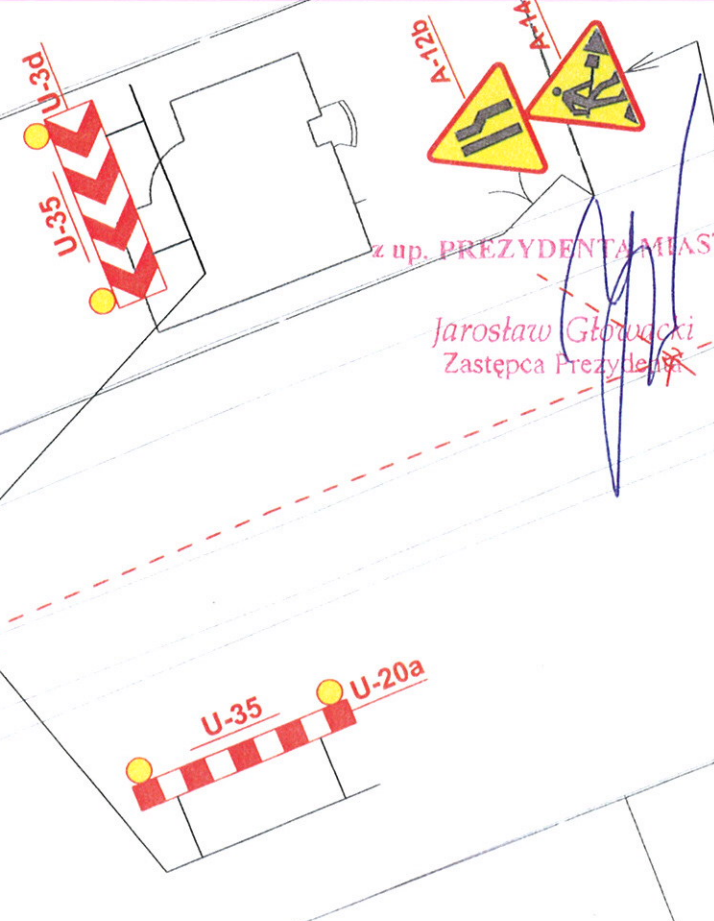 U-3d
U-35
A-12b
A-14
z up. PREZYDENTA MIAST
Jarosław Głowacki
Zastępca Prezydenta
U-35
U-20a